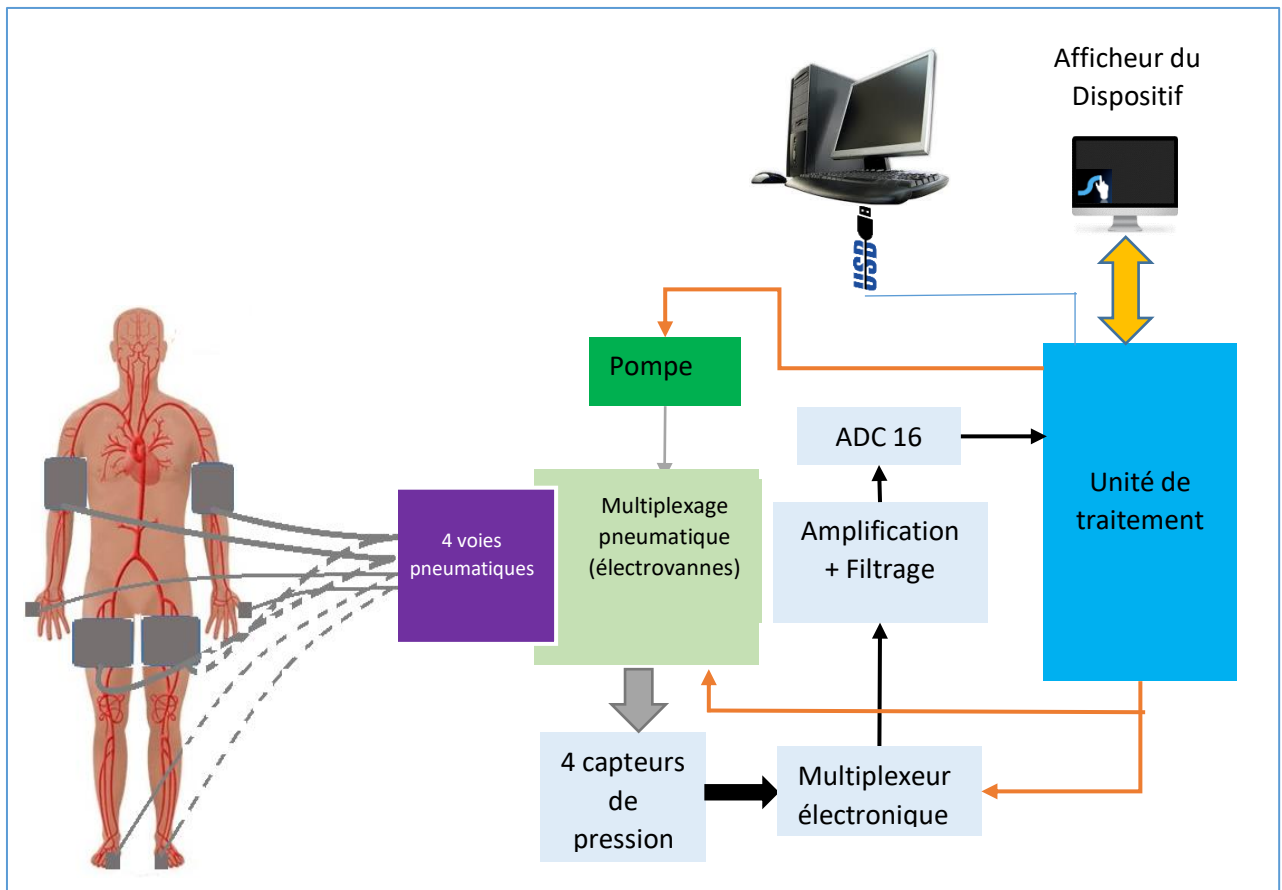 Afficheur du
Dispositif
USB
Pompe
ADC 16
Unité de
traitement
4 voies
pneumatiques
Multiplexage
pneumatique
(électrovannes)
Amplification
+ Filtrage
4 capteurs
de
pression
Multiplexeur
électronique